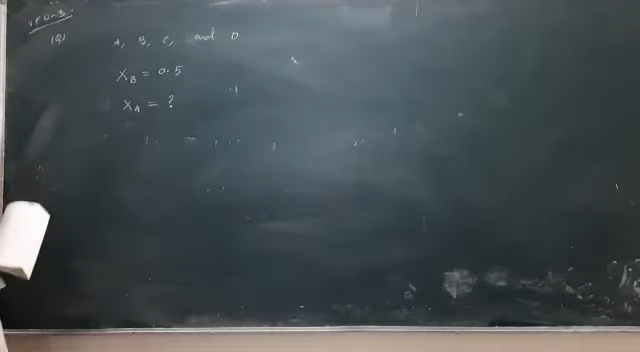 (Q) A, B, C, and D
X_B = 0.5
X_A = ?